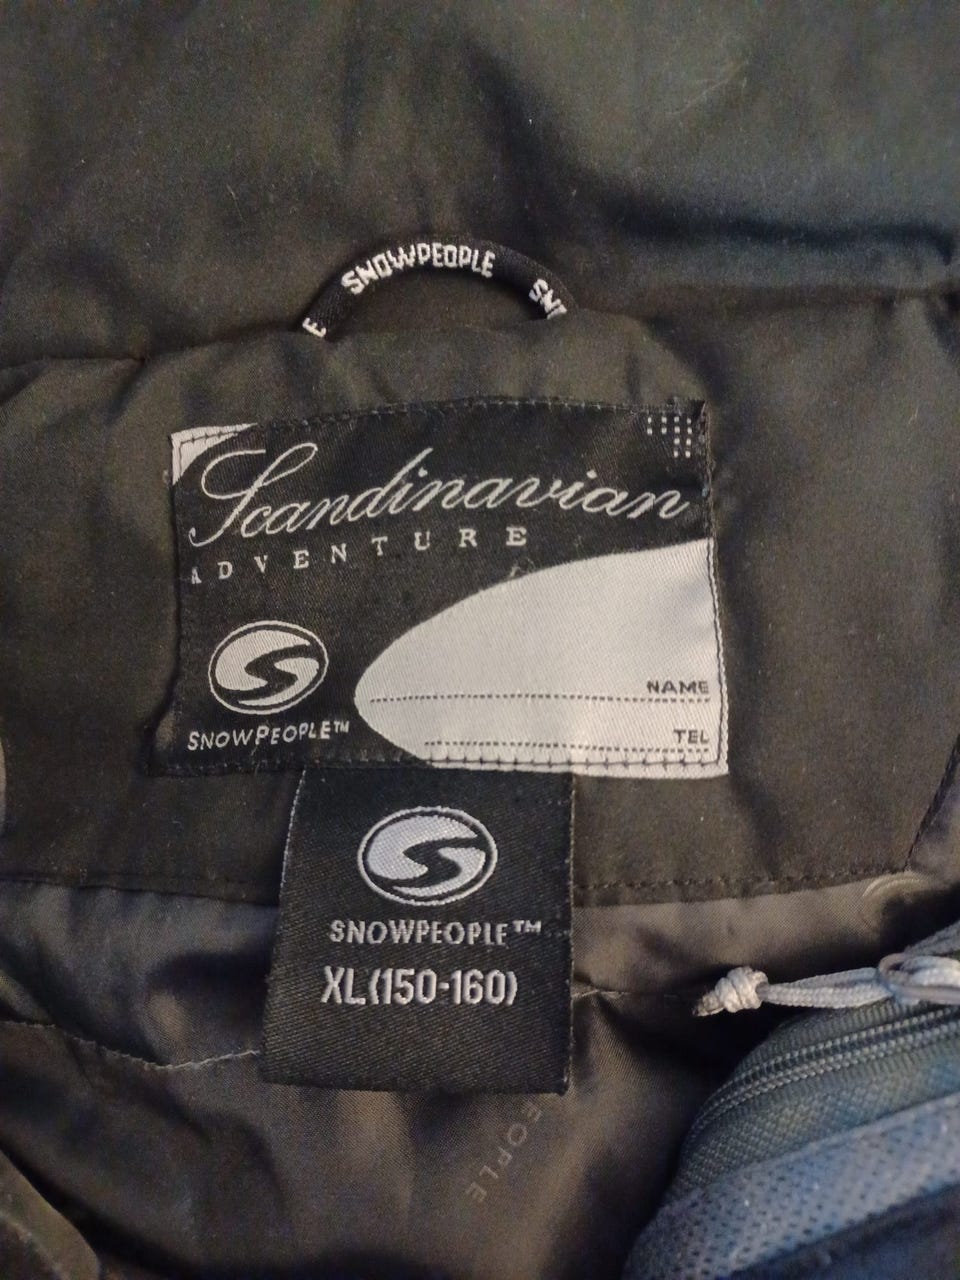 SNOWPEOPLE
Scandinavian
ADVENTURE
NAME
SNOWPEOPLE™
TEL
SNOWPEOPLE™
XL(150-160)